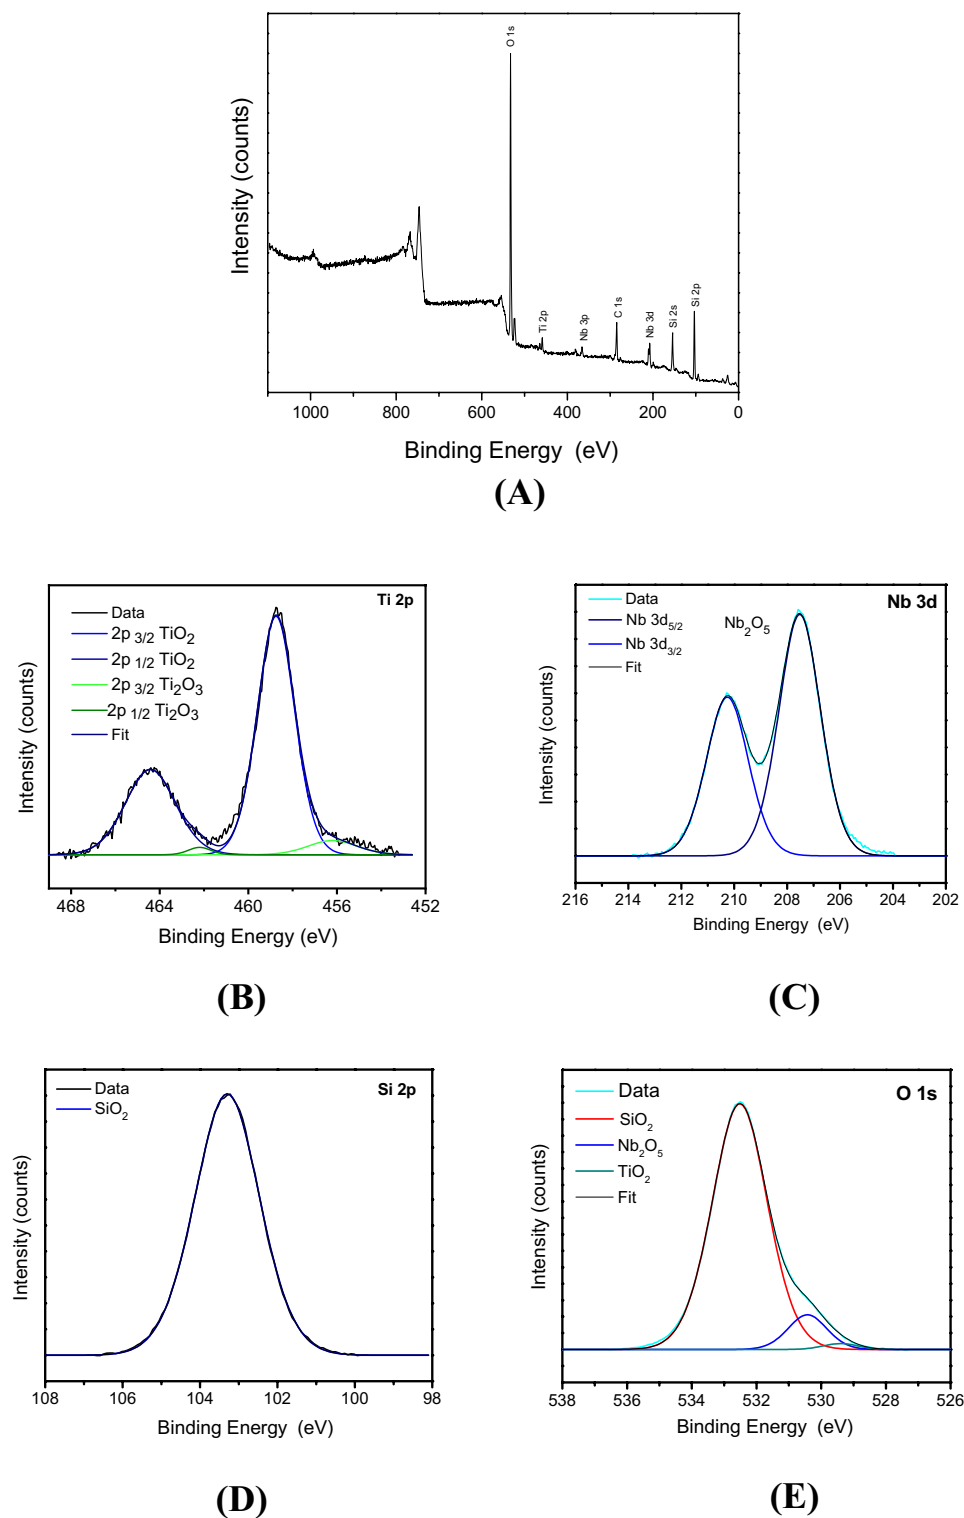 O 1s
Ti 2p
Nb 3p
C 1s
Nb 3d
Si 2s
Si 2p
Intensity (counts)
1000 800 600 400 200 0
Binding Energy (eV)
(A)
Ti 2p
Data
2p 3/2 TiO2
2p 1/2 TiO2
2p 3/2 Ti2O3
2p 1/2 Ti2O3
Fit
Intensity (counts)
468 464 460 456 452
Binding Energy (eV)
(B)
Nb 3d
Data
Nb 3d5/2
Nb 3d3/2
Fit
Nb2O5
Intensity (counts)
216 214 212 210 208 206 204 202
Binding Energy (eV)
(C)
Si 2p
Data
SiO2
Intensity (counts)
108 106 104 102 100 98
Binding Energy (eV)
(D)
O 1s
Data
SiO2
Nb2O5
TiO2
Fit
Intensity (counts)
538 536 534 532 530 528 526
Binding Energy (eV)
(E)